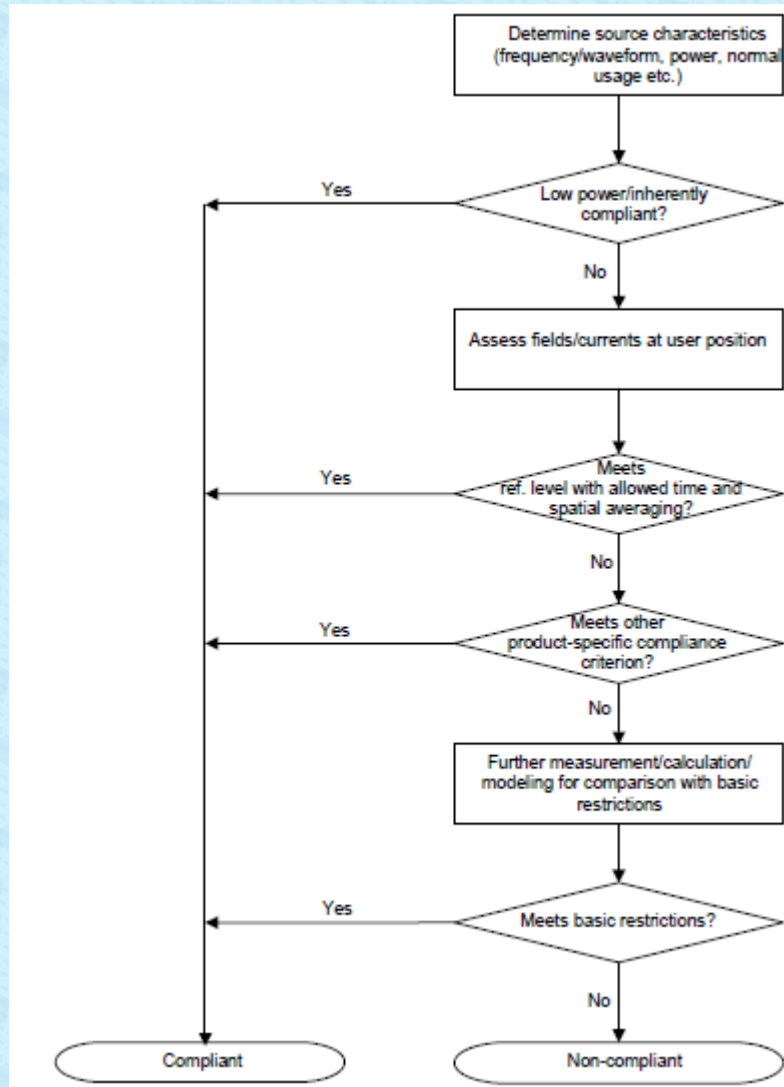 Determine source characteristics
(frequency/waveform, power, normal
usage etc.)
Yes
Low power/inherently
compliant?
No
Assess fields/currents at user position
Yes
Meets
ref. level with allowed time and
spatial averaging?
No
Yes
Meets other
product-specific compliance
criterion?
No
Further measurement/calculation/
modeling for comparison with basic
restrictions
Yes
Meets basic restrictions?
No
Compliant
Non-compliant